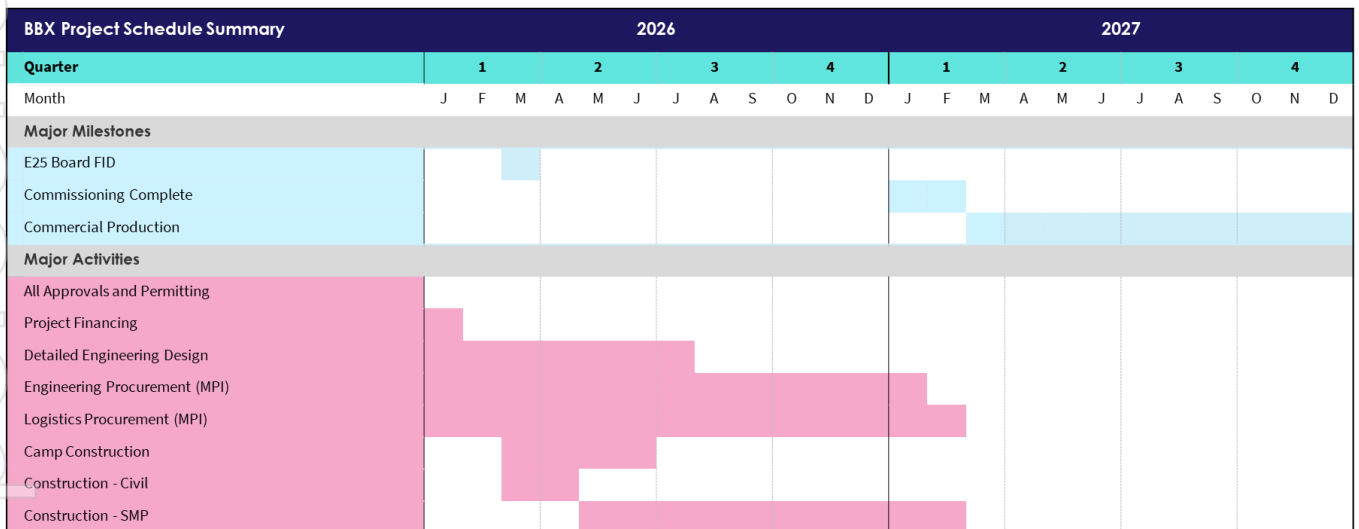 BBX Project Schedule Summary 2026 2027
Quarter 1 2 3 4 1 2 3 4
Month J F M A M J J A S O N D J F M A M J J A S O N D
Major Milestones
E25 Board FID
Commissioning Complete
Commercial Production
Major Activities
All Approvals and Permitting
Project Financing
Detailed Engineering Design
Engineering Procurement (MPI)
Logistics Procurement (MPI)
Camp Construction
Construction - Civil
Construction - SMP